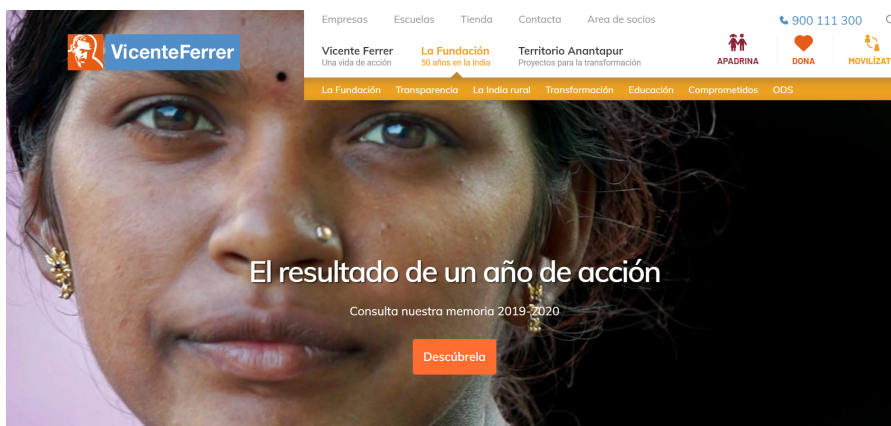 Empresas Escuelas Tienda Contacta Area de socios 900 111 300
VicenteFerrer
Vicente Ferrer La Fundación Territorio Anantapur
Una vida de acción 50 años en la India Proyectos para la transformación
APADRINA DONA MOVILÍZAT
La Fundación Transparencia La India rural Transformación Educación Comprometidos ODS
El resultado de un año de acción
Consulta nuestra memoria 2019-2020
Descúbrela